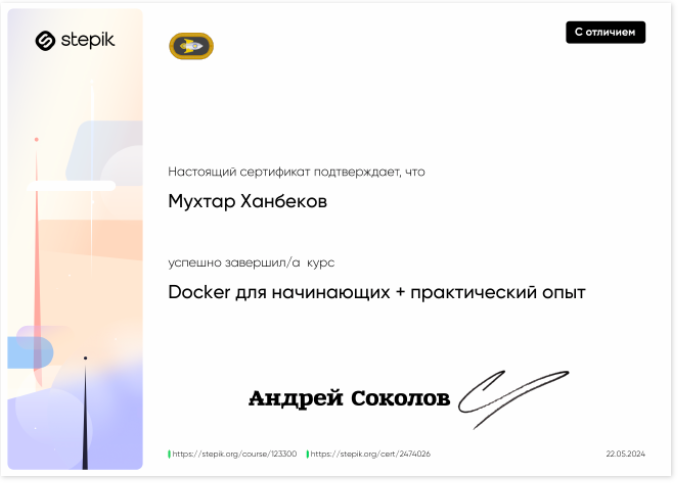 stepik
С отличием
Настоящий сертификат подтверждает, что
Мухтар Ханбеков
успешно завершил/а курс
Docker для начинающих + практический опыт
Андрей Соколов
https://stepik.org/course/123300 https://stepik.org/cert/2474026 22.05.2024